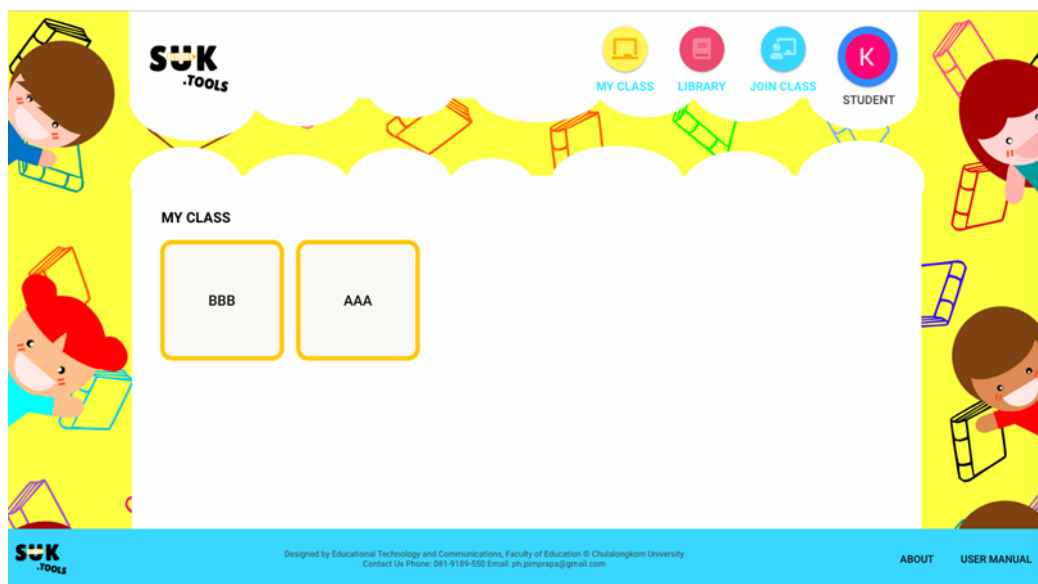 SUK
.TOOLS
MY CLASS
LIBRARY
JOIN CLASS
K
STUDENT
MY CLASS
BBB
AAA
SUK
.TOOLS
Designed by Educational Technology and Communications, Faculty of Education © Chulalongkorn University
Contact Us Phone: 081-9189-550 Email: ph.pimprapa@gmail.com
ABOUT
USER MANUAL